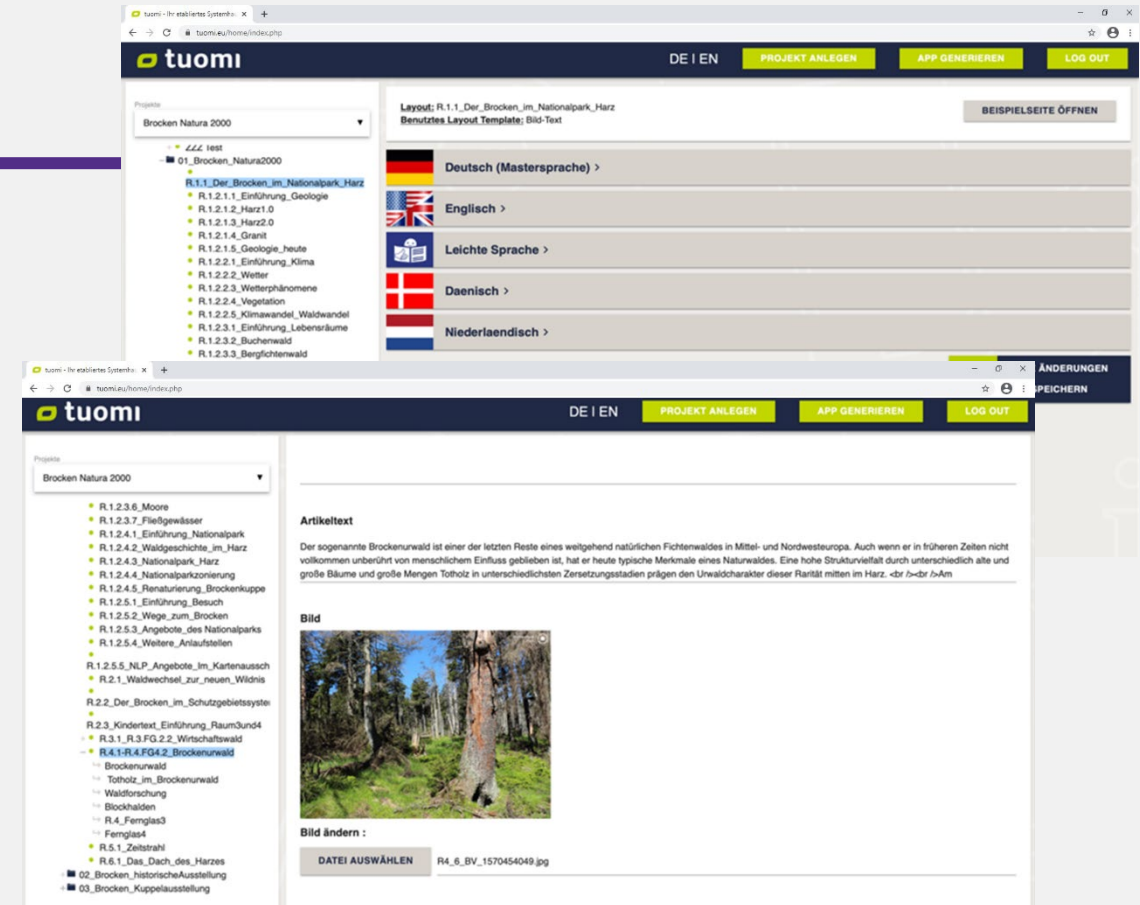 tuomi - Ihr etabliertes Systemha
tuomi.eu/home/index.php
tuomi
DE I EN
PROJEKT ANLEGEN
APP GENERIEREN
LOG OUT
Projekte
Brocken Natura 2000
ZZZ Test
01_Brocken_Natura2000
R.1.1_Der_Brocken_im_Nationalpark_Harz
R.1.2.1.1_Einführung_Geologie
R.1.2.1.2_Harz1.0
R.1.2.1.3_Harz2.0
R.1.2.1.4_Granit
R.1.2.1.5_Geologie_heute
R.1.2.2.1_Einführung_Klima
R.1.2.2.2_Wetter
R.1.2.2.3_Wetterphänomene
R.1.2.2.4_Vegetation
R.1.2.2.5_Klimawandel_Waldwandel
R.1.2.3.1_Einführung_Lebensräume
R.1.2.3.2_Buchenwald
R.1.2.3.3_Bergfichtenwald
Layout: R.1.1_Der_Brocken_im_Nationalpark_Harz
Benutztes Layout Template: Bild-Text
BEISPIELSEITE ÖFFNEN
Deutsch (Mastersprache) >
Englisch >
Leichte Sprache >
Daenisch >
Niederlaendisch >
ÄNDERUNGEN
SPEICHERN
tuomi - Ihr etabliertes Systemha
tuomi.eu/home/index.php
tuomi
DE I EN
PROJEKT ANLEGEN
APP GENERIEREN
LOG OUT
Projekte
Brocken Natura 2000
R.1.2.3.6_Moore
R.1.2.3.7_Fließgewässer
R.1.2.4.1_Einführung_Nationalpark
R.1.2.4.2_Waldgeschichte_im_Harz
R.1.2.4.3_Nationalpark_Harz
R.1.2.4.4_Nationalparkzonierung
R.1.2.4.5_Renaturierung_Brockenkuppe
R.1.2.5.1_Einführung_Besuch
R.1.2.5.2_Wege_zum_Brocken
R.1.2.5.3_Angebote_des Nationalparks
R.1.2.5.4_Weitere_Anlaufstellen
R.1.2.5.5_NLP_Angebote_Im_Kartenaussch
R.2.1_Waldwechsel_zur_neuen_Wildnis
R.2.2_Der_Brocken_im_Schutzgebietssyste
R.2.3_Kindertext_Einführung_Raum3und4
R.3.1_R.3.FG.2.2_Wirtschaftswald
R.4.1-R.4.FG4.2_Brockenurwald
Brockenurwald
Totholz_im_Brockenurwald
Waldforschung
Blockhalden
R.4_Fernglas3
Fernglas4
R.5.1_Zeitstrahl
R.6.1_Das_Dach_des_Harzes
02_Brocken_historischeAusstellung
03_Brocken_Kuppelausstellung
Artikeltext
Der sogenannte Brockenurwald ist einer der letzten Reste eines weitgehend natürlichen Fichtenwaldes in Mittel- und Nordwesteuropa. Auch wenn er in früheren Zeiten nicht
vollkommen unberührt von menschlichem Einfluss geblieben ist, hat er heute typische Merkmale eines Naturwaldes. Eine hohe Strukturvielfalt durch unterschiedlich alte und
große Bäume und große Mengen Totholz in unterschiedlichsten Zersetzungsstadien prägen den Urwaldcharakter dieser Rarität mitten im Harz. <br /><br />Am
Bild
Bild ändern :
DATEI AUSWÄHLEN
R4_6_BV_1570454049.jpg